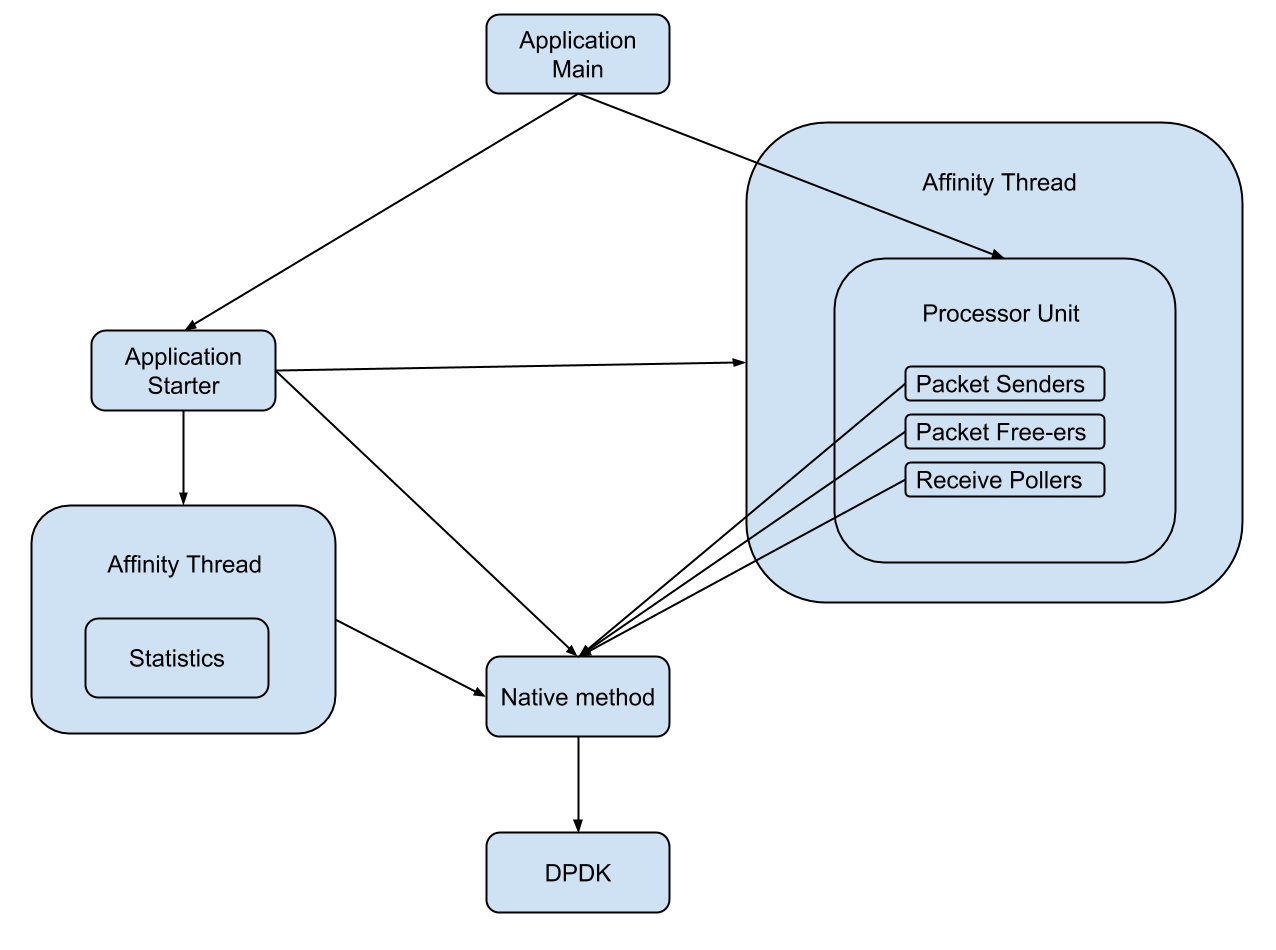 Application
Main
Affinity Thread
Processor Unit
Application
Starter
Packet Senders
Packet Free-ers
Receive Pollers
Affinity Thread
Statistics
Native method
DPDK